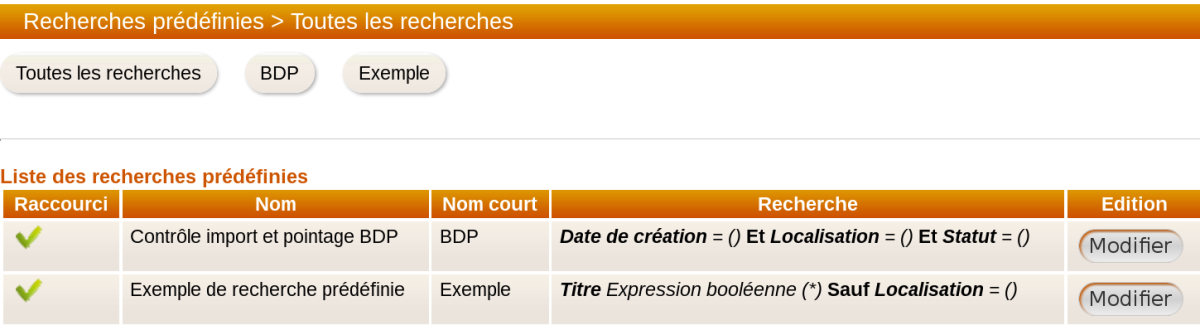 Recherches prédéfinies > Toutes les recherches
Toutes les recherches BDP Exemple
Liste des recherches prédéfinies
Raccourci Nom Nom court Recherche Edition
Contrôle import et pointage BDP BDP Date de création = () Et Localisation = () Et Statut = () Modifier
Exemple de recherche prédéfinie Exemple Titre Expression booléenne (*) Sauf Localisation = () Modifier